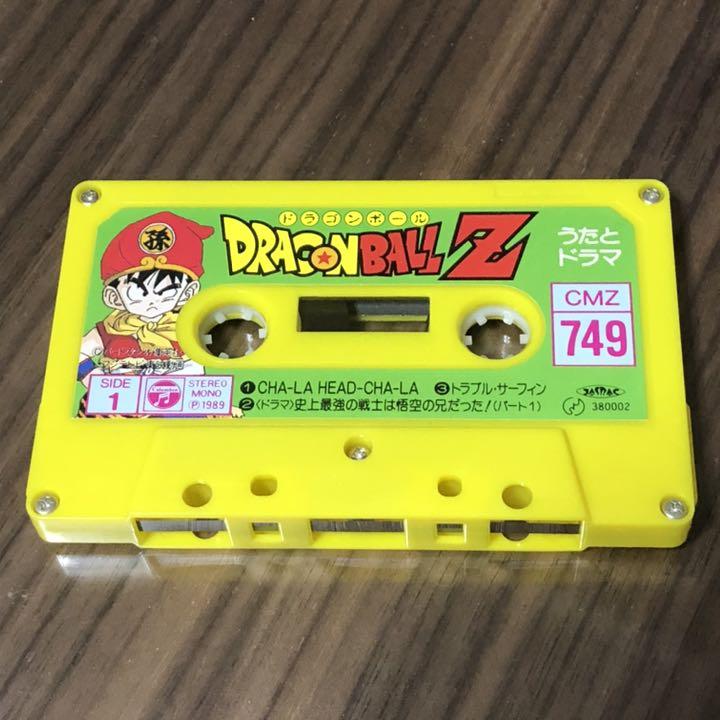 ドラゴンボール
DRAGON BALL Z
うたと
ドラマ
孫
CMZ
749
SIDE
1
Columbia
STEREO
MONO
Ⓟ1989
❶ CHA-LA HEAD-CHA-LA ❸トラブル・サーフィン
❷〈ドラマ〉史上最強の戦士は悟空の兄だった!(パート1)
JASRAC
380002